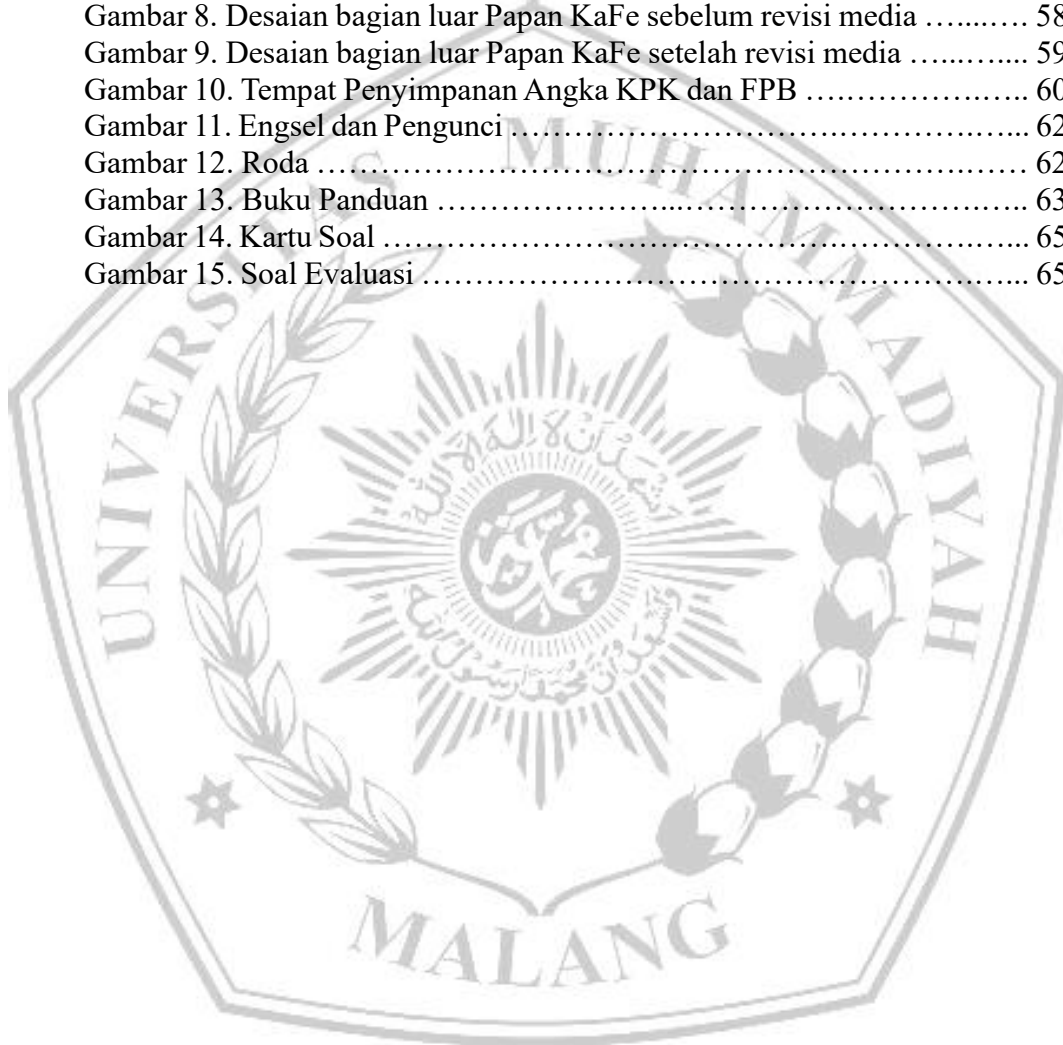 Gambar 8. Desaian bagian luar Papan KaFe sebelum revisi media …....…. 58
Gambar 9. Desaian bagian luar Papan KaFe setelah revisi media …...….... 59
Gambar 10. Tempat Penyimpanan Angka KPK dan FPB ………………….. 60
Gambar 11. Engsel dan Pengunci ……………………………………….…... 62
Gambar 12. Roda ………………………………………………………….…. 62
Gambar 13. Buku Panduan …………………...………………………….….. 63
Gambar 14. Kartu Soal …………………………………………………….…... 65
Gambar 15. Soal Evaluasi ………………………………………………….…... 65
UNIVERSITAS MUHAMMADIYAH
MALANG